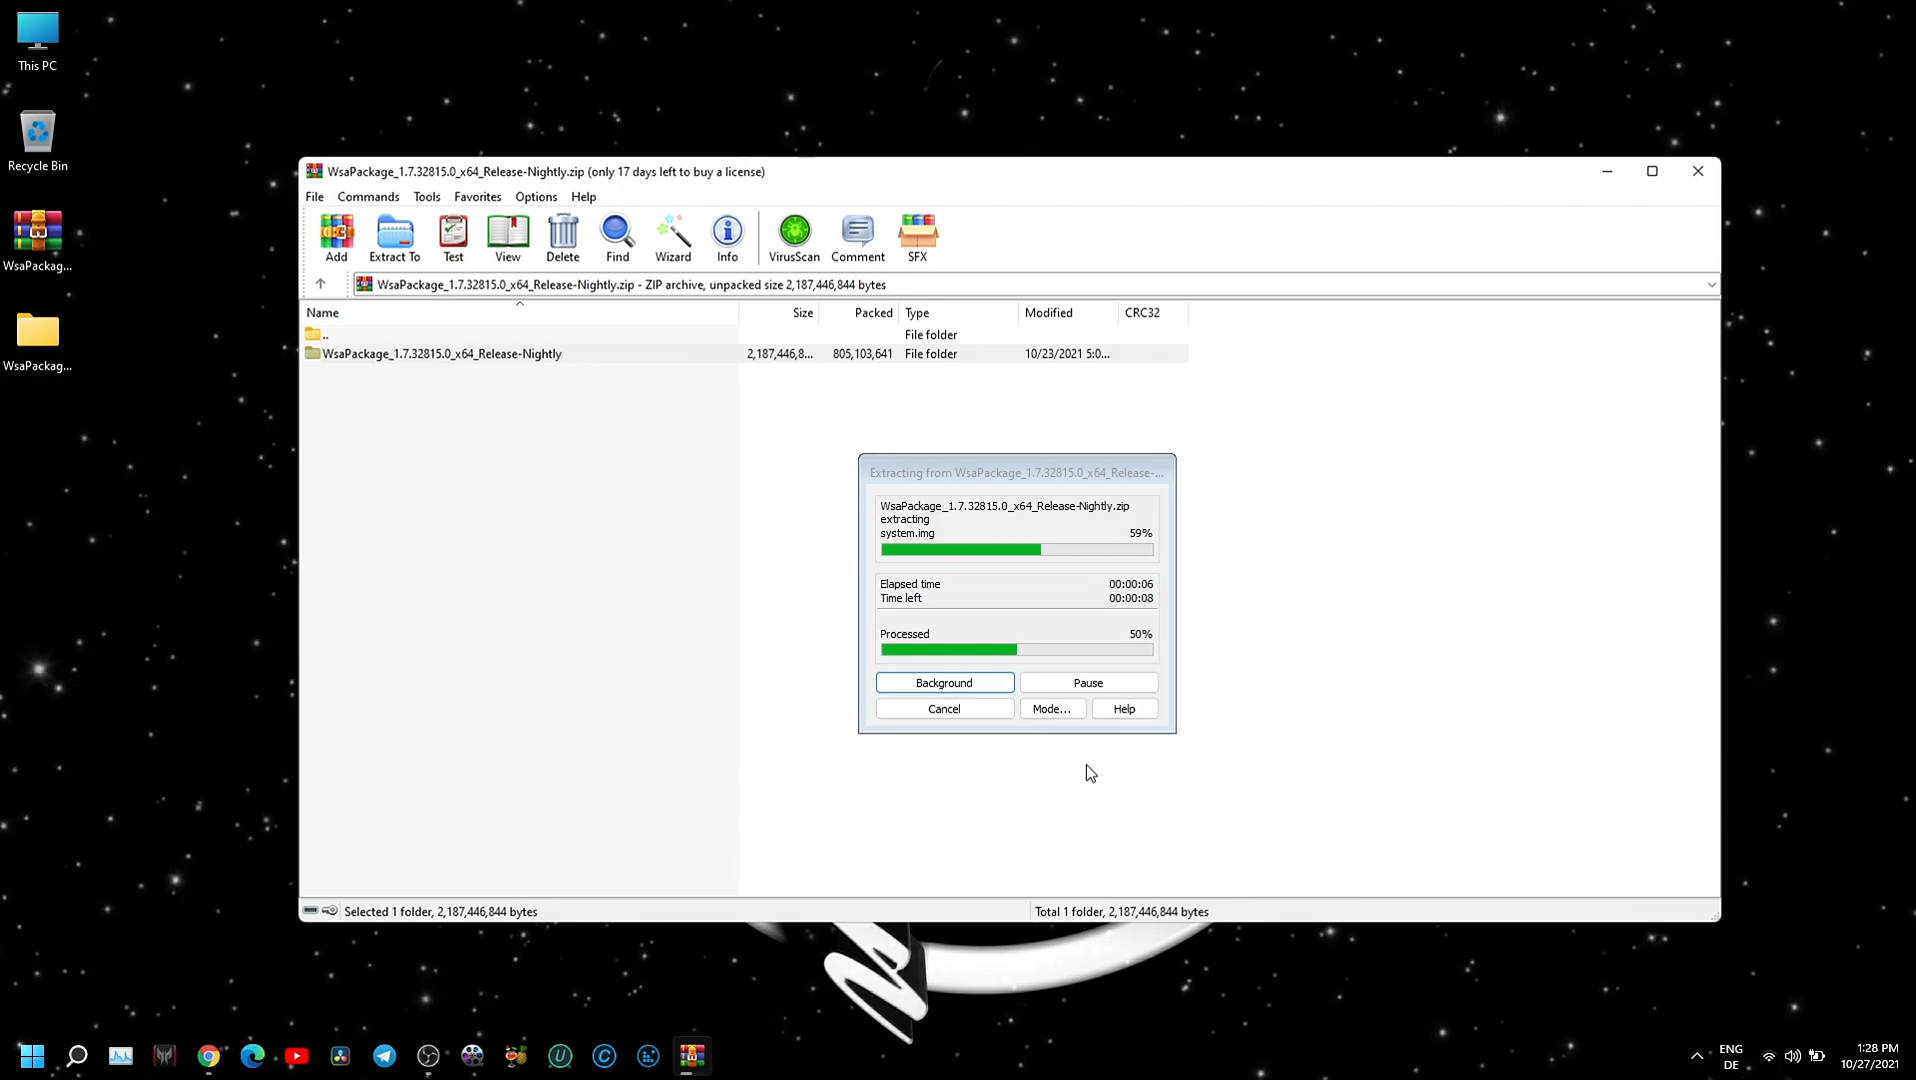 This PC
Recycle Bin
WsaPackag...
WsaPackag...
WsaPackage_1.7.32815.0_x64_Release-Nightly.zip (only 17 days left to buy a license)
File Commands Tools Favorites Options Help
Add Extract To Test View Delete Find Wizard Info VirusScan Comment SFX
WsaPackage_1.7.32815.0_x64_Release-Nightly.zip - ZIP archive, unpacked size 2,187,446,844 bytes
Name Size Packed Type Modified CRC32
.. File folder
WsaPackage_1.7.32815.0_x64_Release-Nightly 2,187,446,8... 805,103,641 File folder 10/23/2021 5:0...
Extracting from WsaPackage_1.7.32815.0_x64_Release-...
WsaPackage_1.7.32815.0_x64_Release-Nightly.zip
extracting
system.img 59%
Elapsed time 00:00:06
Time left 00:00:08
Processed 50%
Background Pause
Cancel Mode... Help
Selected 1 folder, 2,187,446,844 bytes Total 1 folder, 2,187,446,844 bytes
ENG
DE
1:28 PM
10/27/2021